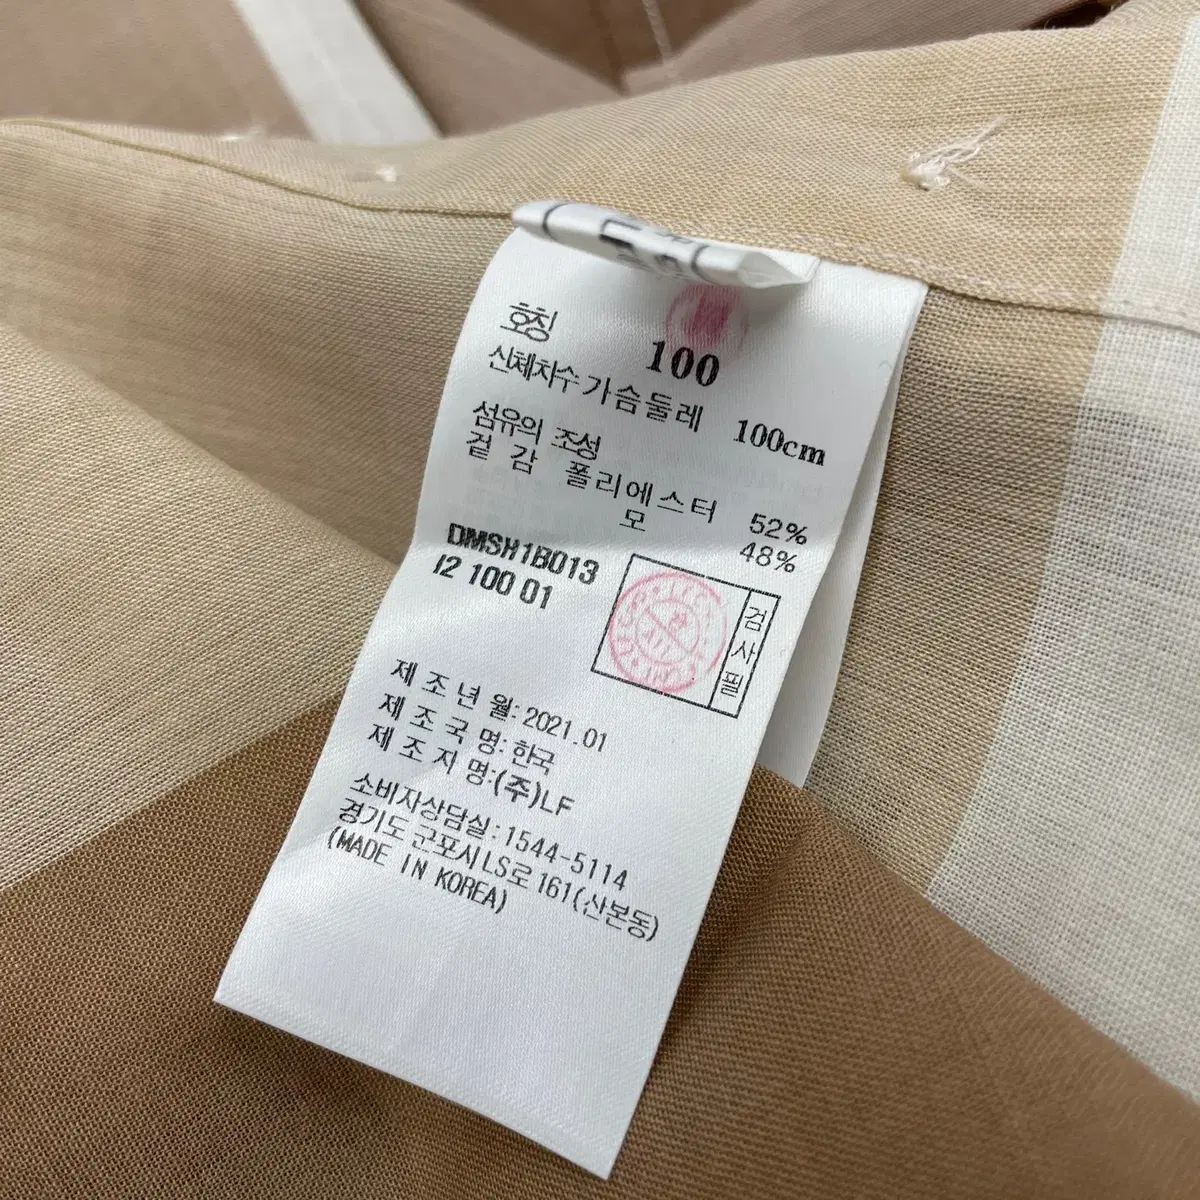 호칭 100
신체치수 가슴둘레 100cm
섬유의 조성
겉 감 폴리에스터 52%
모 48%
DMSH1B013
I2 100 01
검사필
제 조 년 월: 2021.01
제 조 국 명: 한국
제 조 자 명:(주)LF
소비자상담실:1544-5114
경기도 군포시 LS로 161(산본동)
(MADE IN KOREA)